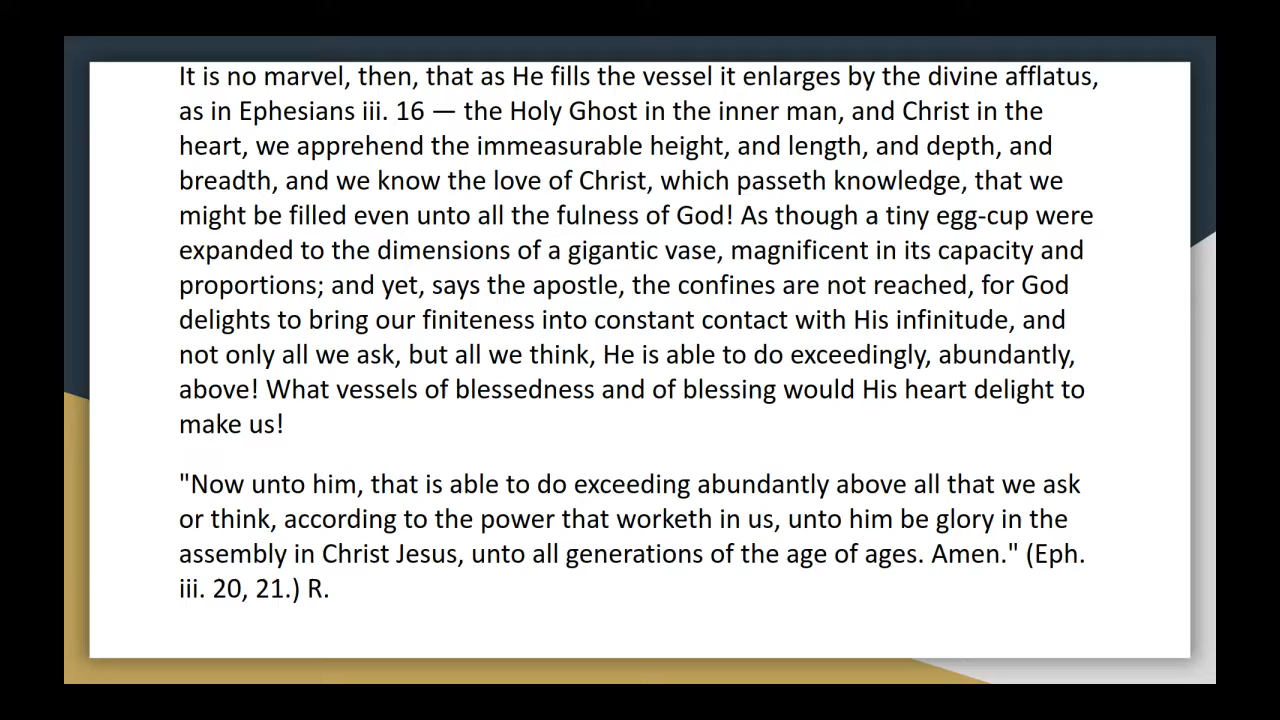 It is no marvel, then, that as He fills the vessel it enlarges by the divine afflatus,
as in Ephesians iii. 16 — the Holy Ghost in the inner man, and Christ in the
heart, we apprehend the immeasurable height, and length, and depth, and
breadth, and we know the love of Christ, which passeth knowledge, that we
might be filled even unto all the fulness of God! As though a tiny egg-cup were
expanded to the dimensions of a gigantic vase, magnificent in its capacity and
proportions; and yet, says the apostle, the confines are not reached, for God
delights to bring our finiteness into constant contact with His infinitude, and
not only all we ask, but all we think, He is able to do exceedingly, abundantly,
above! What vessels of blessedness and of blessing would His heart delight to
make us!
"Now unto him, that is able to do exceeding abundantly above all that we ask
or think, according to the power that worketh in us, unto him be glory in the
assembly in Christ Jesus, unto all generations of the age of ages. Amen." (Eph.
iii. 20, 21.) R.